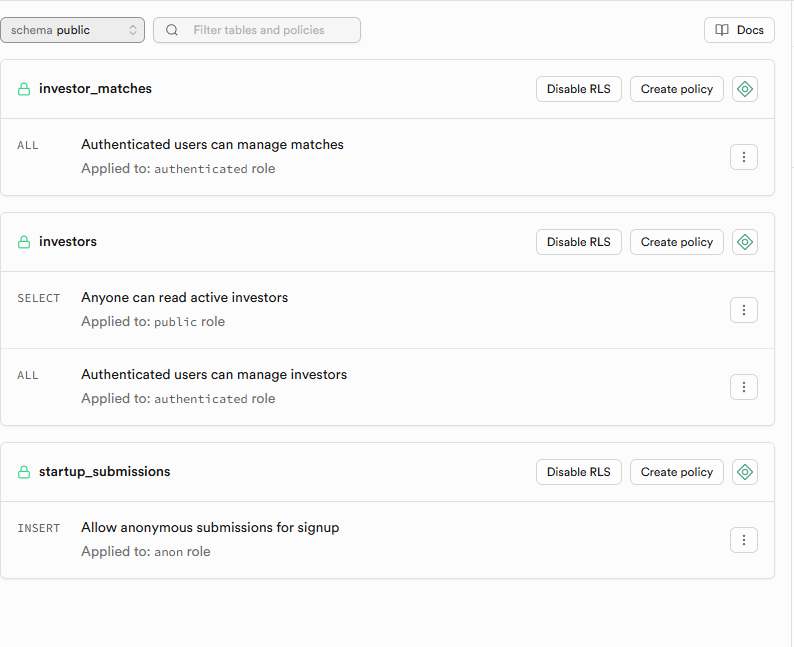 schema public
Filter tables and policies
Docs
investor_matches
Disable RLS
Create policy
ALL
Authenticated users can manage matches
Applied to: authenticated role
investors
Disable RLS
Create policy
SELECT
Anyone can read active investors
Applied to: public role
ALL
Authenticated users can manage investors
Applied to: authenticated role
startup_submissions
Disable RLS
Create policy
INSERT
Allow anonymous submissions for signup
Applied to: anon role